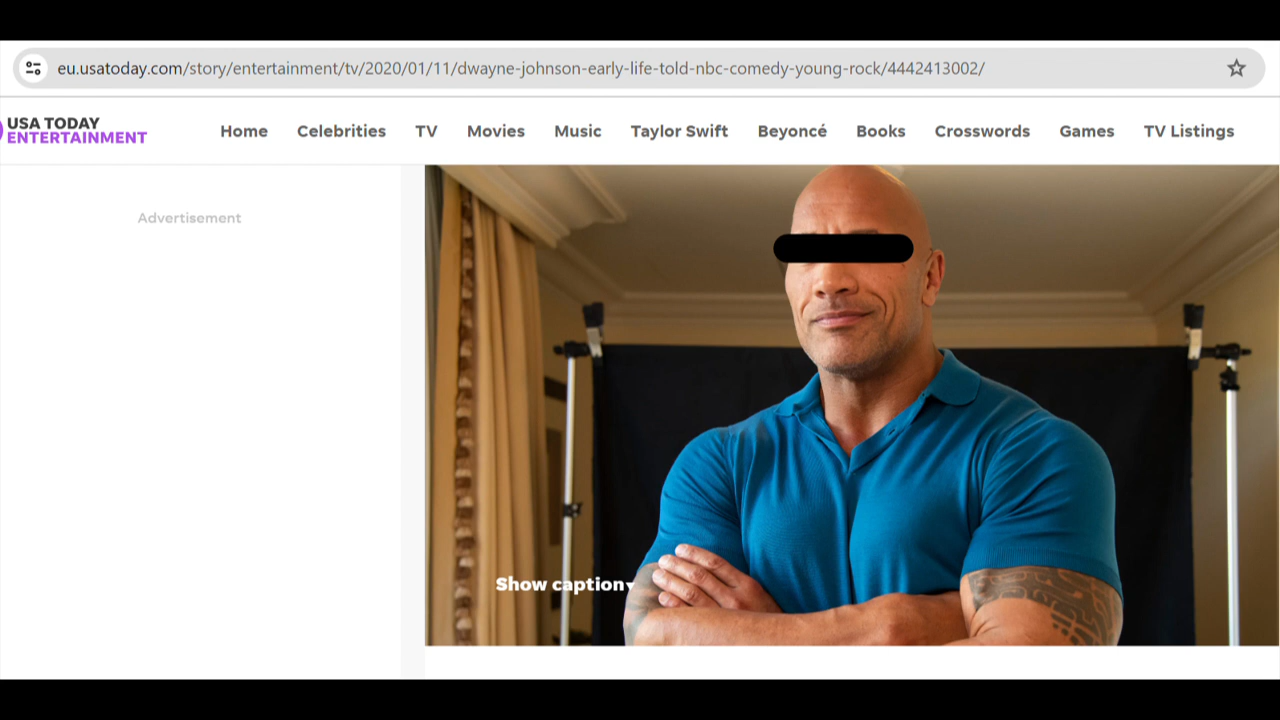 eu.usatoday.com/story/entertainment/tv/2020/01/11/dwayne-johnson-early-life-told-nbc-comedy-young-rock/4442413002/
USA TODAY
ENTERTAINMENT
Home Celebrities TV Movies Music Taylor Swift Beyoncé Books Crosswords Games TV Listings
Advertisement
Show caption